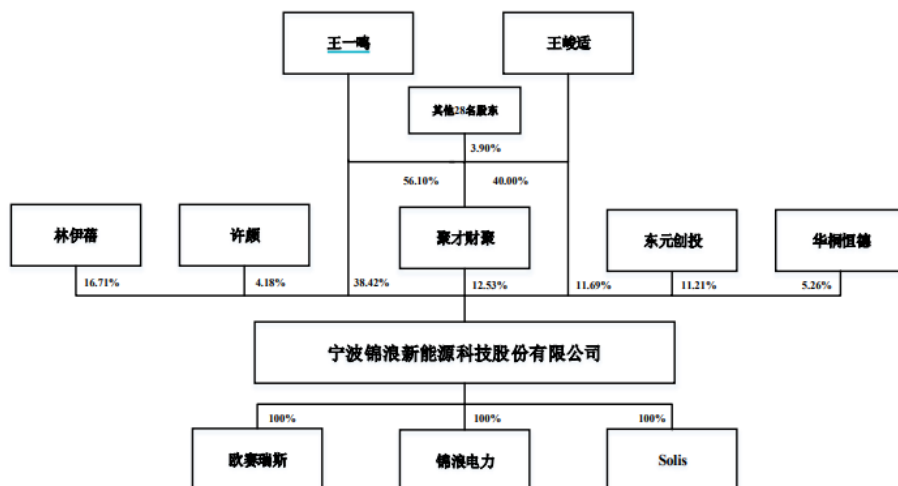 王一鸣
王峻适
其他28名股东
3.90%
56.10%
40.00%
林伊蓓
许颇
聚才财聚
东元创投
华桐恒德
16.71%
4.18%
38.42%
12.53%
11.69%
11.21%
5.26%
宁波锦浪新能源科技股份有限公司
100%
100%
100%
欧赛瑞斯
锦浪电力
Solis